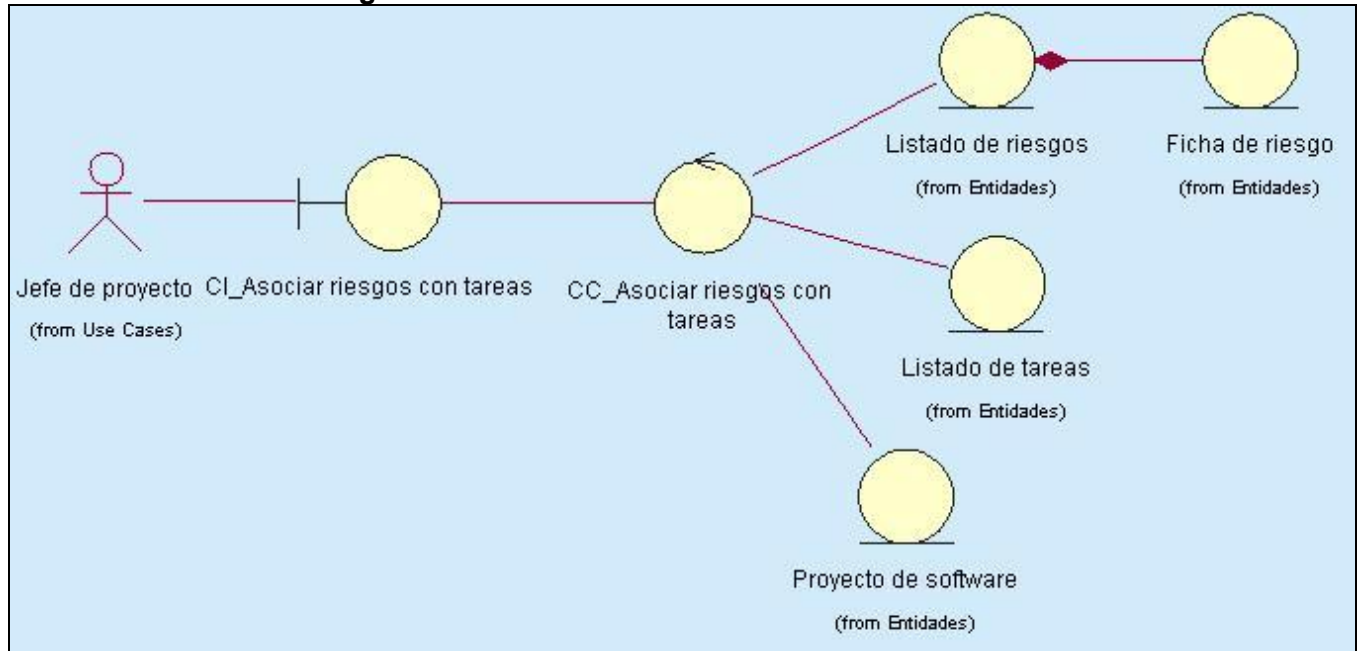 Listado de riesgos
(from Entidades)
Ficha de riesgo
(from Entidades)
Jefe de proyecto
(from Use Cases)
CI_Asociar riesgos con tareas
CC_Asociar riesgos con
tareas
Listado de tareas
(from Entidades)
Proyecto de software
(from Entidades)